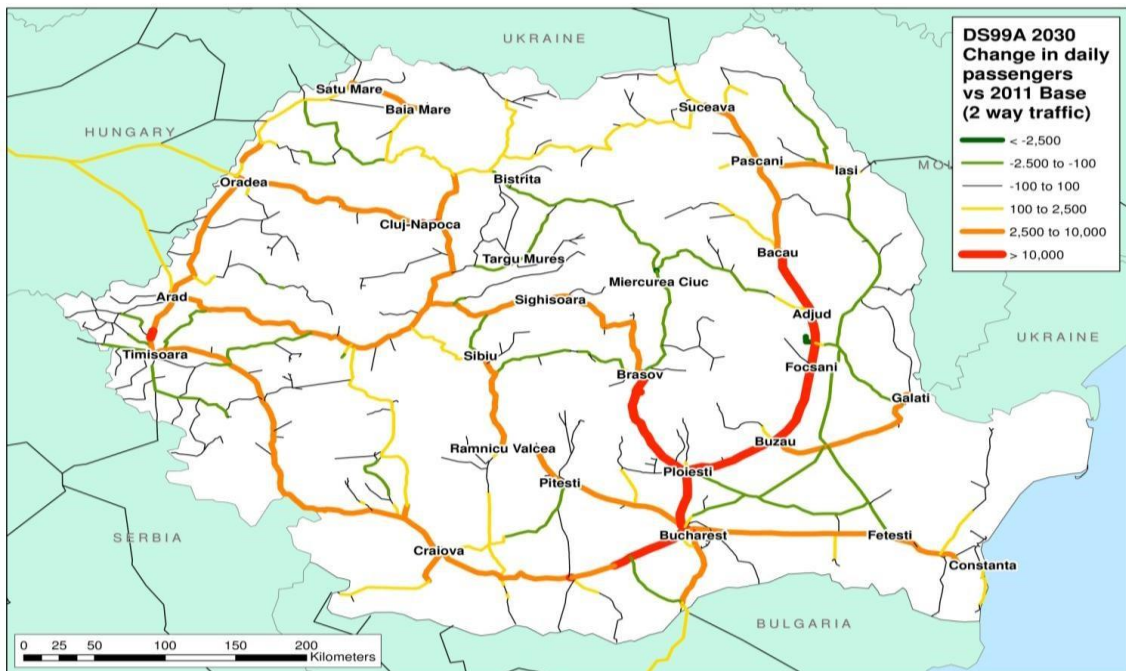 UKRAINE
DS99A 2030
Change in daily
passengers
vs 2011 Base
(2 way traffic)
< -2,500
-2.500 to -100
-100 to 100
100 to 2,500
2,500 to 10,000
> 10,000
Satu Mare
Baia Mare
Suceava
HUNGARY
Pascani
Iasi
Oradea
Bistrita
Cluj-Napoca
Bacau
Targu Mures
Miercurea Ciuc
Arad
Sighisoara
Adjud
Timisoara
Sibiu
Focsani
UKRAINE
Brasov
Galati
Ramnicu Valcea
Buzau
Ploiesti
Pitesti
SERBIA
Bucharest
Fetesti
Craiova
Constanta
BULGARIA
0 25 50 100 150 200
Kilometers